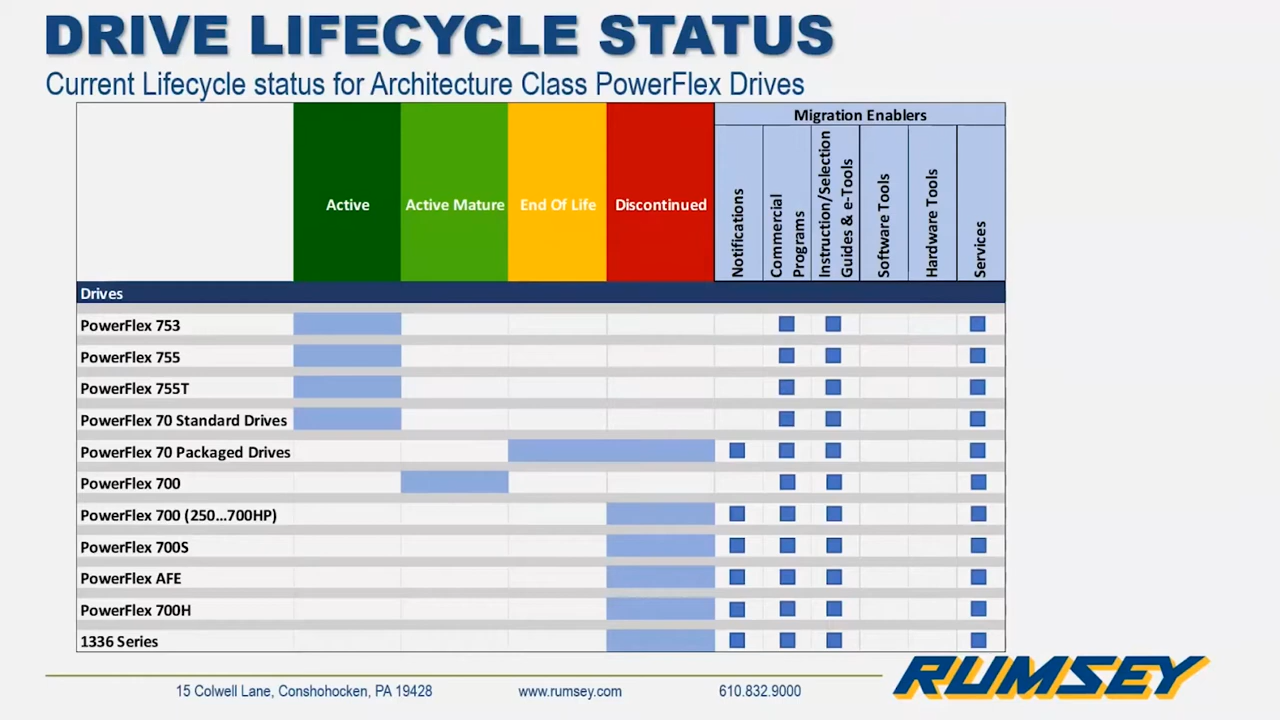 DRIVE LIFECYCLE STATUS
Current Lifecycle status for Architecture Class PowerFlex Drives
Migration Enablers
Active
Active Mature
End Of Life
Discontinued
Notifications
Commercial
Programs
Instruction/Selection
Guides & e-Tools
Software Tools
Hardware Tools
Services
Drives
PowerFlex 753
PowerFlex 755
PowerFlex 755T
PowerFlex 70 Standard Drives
PowerFlex 70 Packaged Drives
PowerFlex 700
PowerFlex 700 (250...700HP)
PowerFlex 700S
PowerFlex AFE
PowerFlex 700H
1336 Series
15 Colwell Lane, Conshohocken, PA 19428
www.rumsey.com
610.832.9000
RUMSEY